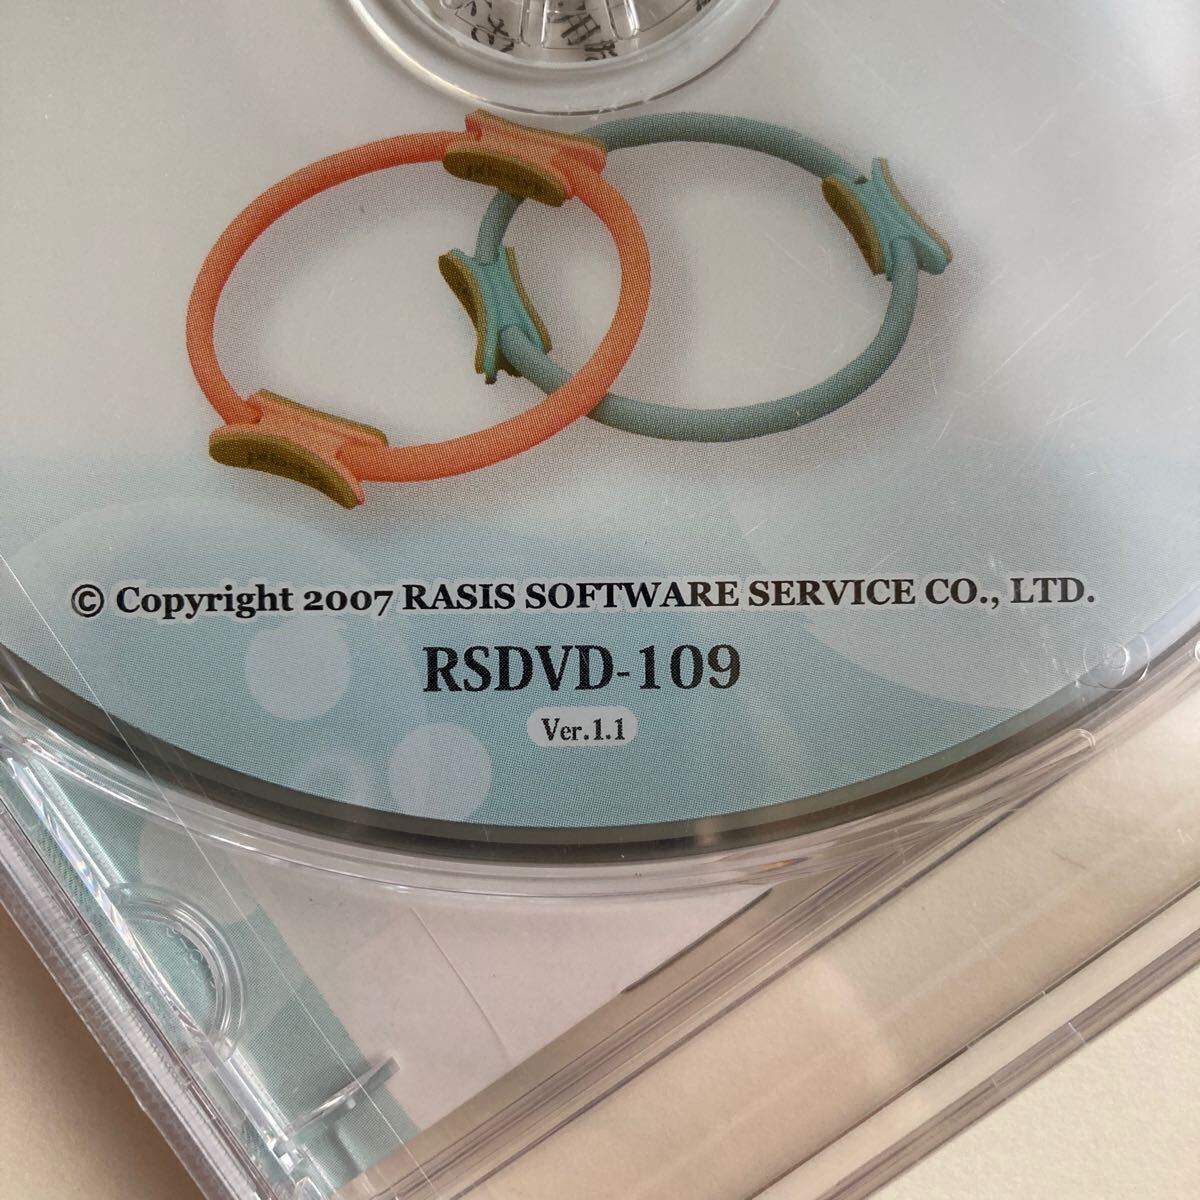 © Copyright 2007 RASIS SOFTWARE SERVICE CO., LTD.
RSDVD-109
Ver.1.1